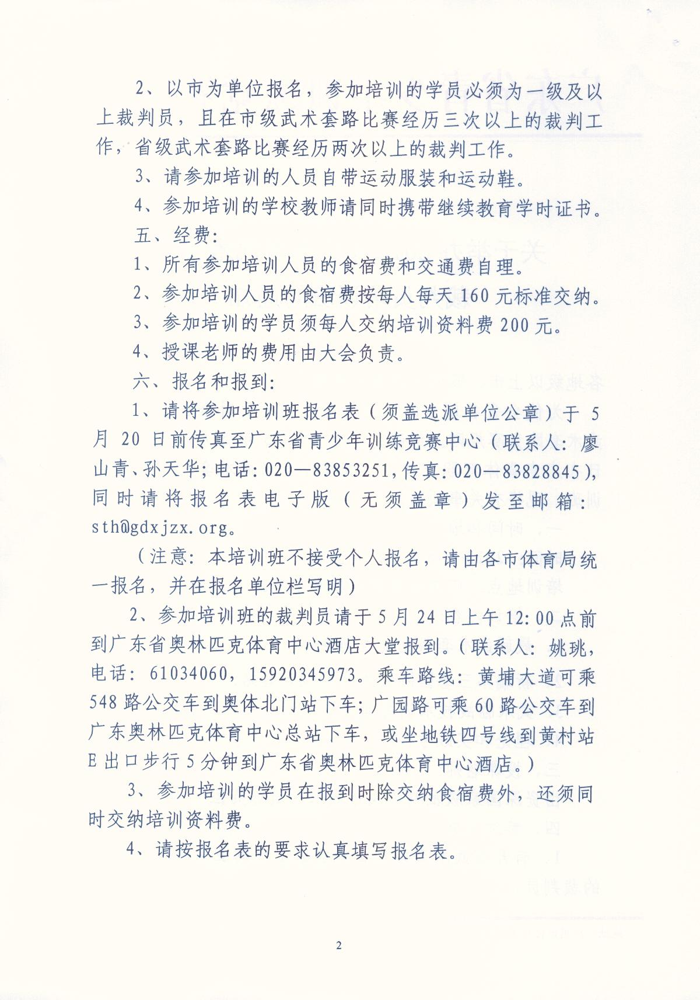 2、以市为单位报名，参加培训的学员必须为一级及以
上裁判员，且在市级武术套路比赛经历三次以上的裁判工
作，省级武术套路比赛经历两次以上的裁判工作。
3、请参加培训的人员自带运动服装和运动鞋。
4、参加培训的学校教师请同时携带继续教育学时证书。
五、经费：
1、所有参加培训人员的食宿费和交通费自理。
2、参加培训人员的食宿费按每人每天 160 元标准交纳。
3、参加培训的学员须每人交纳培训资料费 200 元。
4、授课老师的费用由大会负责。
六、报名和报到：
1、请将参加培训班报名表（须盖选派单位公章）于 5
月 20 日前传真至广东省青少年训练竞赛中心（联系人：廖
山青、孙天华；电话：020—83853251,传真：020—83828845），
同时请将报名表电子版（无须盖章）发至邮箱：
sth@gdxjzx.org。
（注意：本培训班不接受个人报名，请由各市体育局统
一报名，并在报名单位栏写明）
2、参加培训班的裁判员请于 5 月 24 日上午 12:00 点前
到广东省奥林匹克体育中心酒店大堂报到。（联系人：姚珧，
电话：61034060，15920345973。乘车路线：黄埔大道可乘
548 路公交车到奥体北门站下车；广园路可乘 60 路公交车到
广东奥林匹克体育中心总站下车，或坐地铁四号线到黄村站
E 出口步行 5 分钟到广东省奥林匹克体育中心酒店。）
3、参加培训的学员在报到时除交纳食宿费外，还须同
时交纳培训资料费。
4、请按报名表的要求认真填写报名表。
2